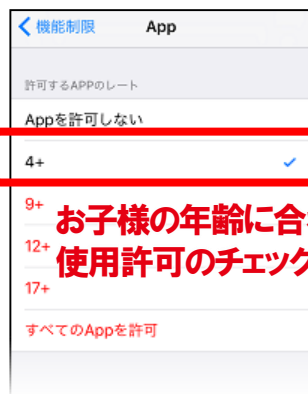 機能制限 App
許可するAPPのレート
Appを許可しない
4+
9+
お子様の年齢に合
12+
使用許可のチェック
17+
すべてのAppを許可